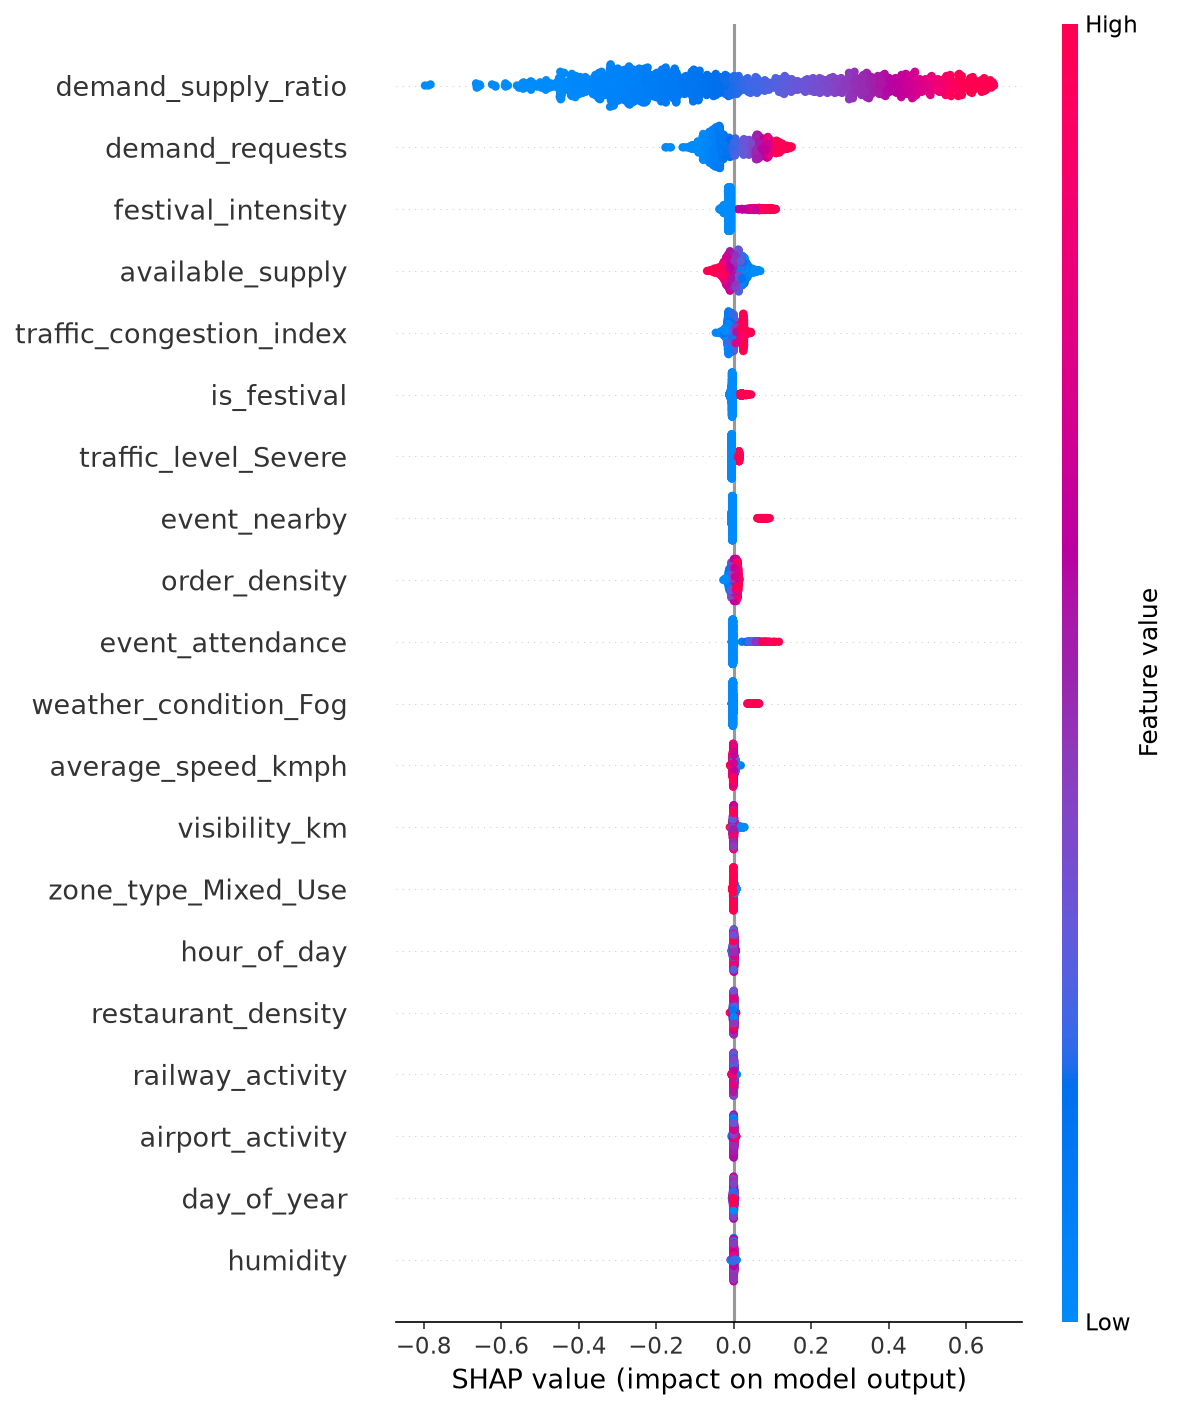 High
demand_supply_ratio
demand_requests
festival_intensity
available_supply
traffic_congestion_index
is_festival
traffic_level_Severe
event_nearby
order_density
event_attendance
weather_condition_Fog
average_speed_kmph
visibility_km
zone_type_Mixed_Use
hour_of_day
restaurant_density
railway_activity
airport_activity
day_of_year
humidity
Feature value
Low
−0.8 −0.6 −0.4 −0.2 0.0 0.2 0.4 0.6
SHAP value (impact on model output)